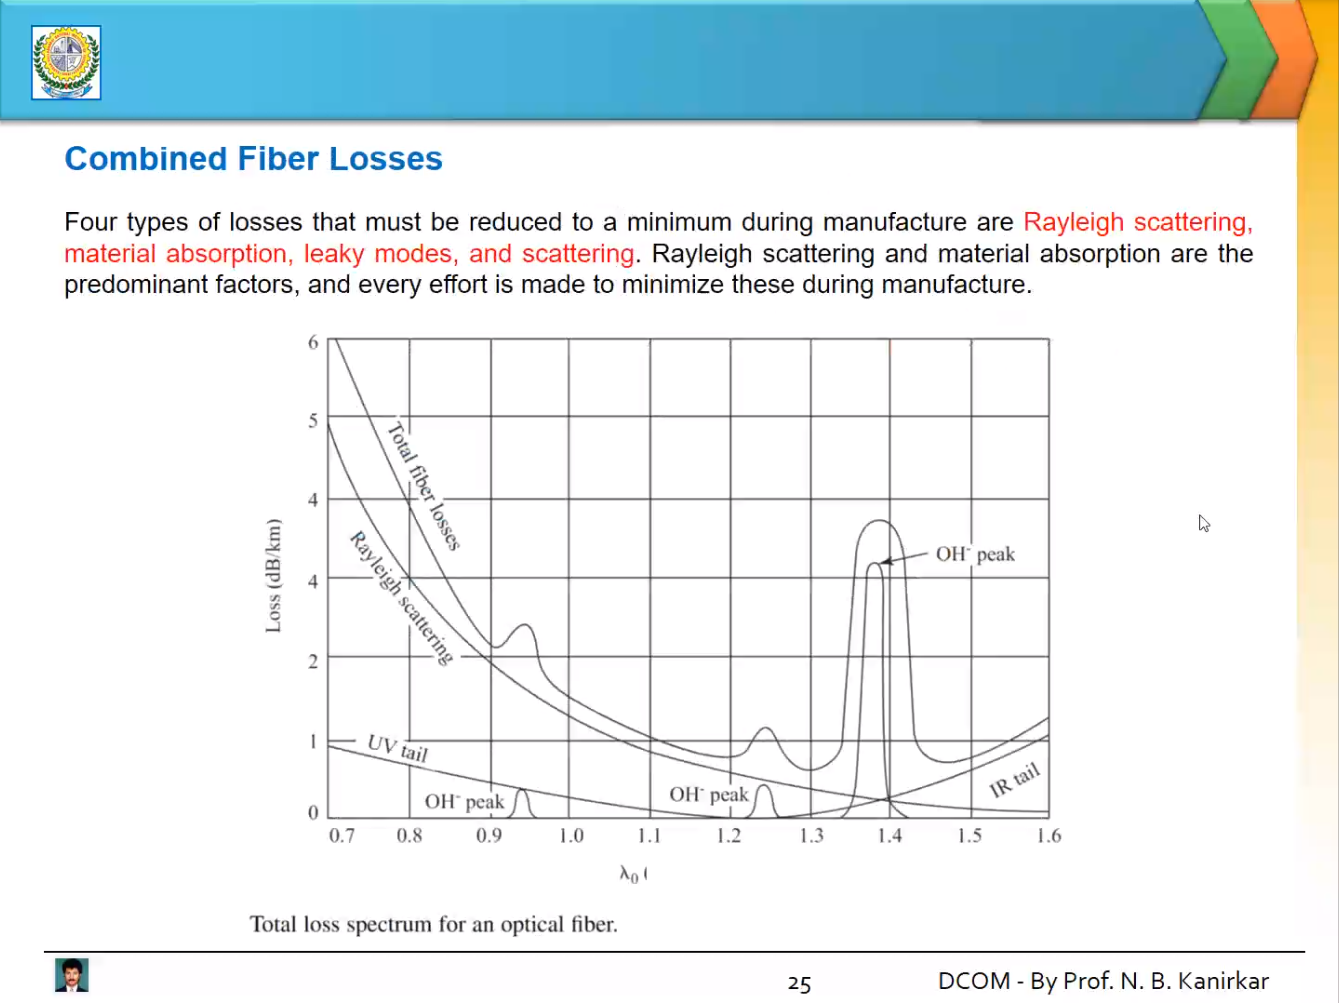 Combined Fiber Losses
Four types of losses that must be reduced to a minimum during manufacture are Rayleigh scattering,
material absorption, leaky modes, and scattering. Rayleigh scattering and material absorption are the
predominant factors, and every effort is made to minimize these during manufacture.
6
5
4
4
2
1
0
Loss (dB/km)
Total fiber losses
Rayleigh scattering
UV tail
OH⁻ peak
OH⁻ peak
OH⁻ peak
IR tail
0.7 0.8 0.9 1.0 1.1 1.2 1.3 1.4 1.5 1.6
λ₀ (
Total loss spectrum for an optical fiber.
25
DCOM - By Prof. N. B. Kanirkar